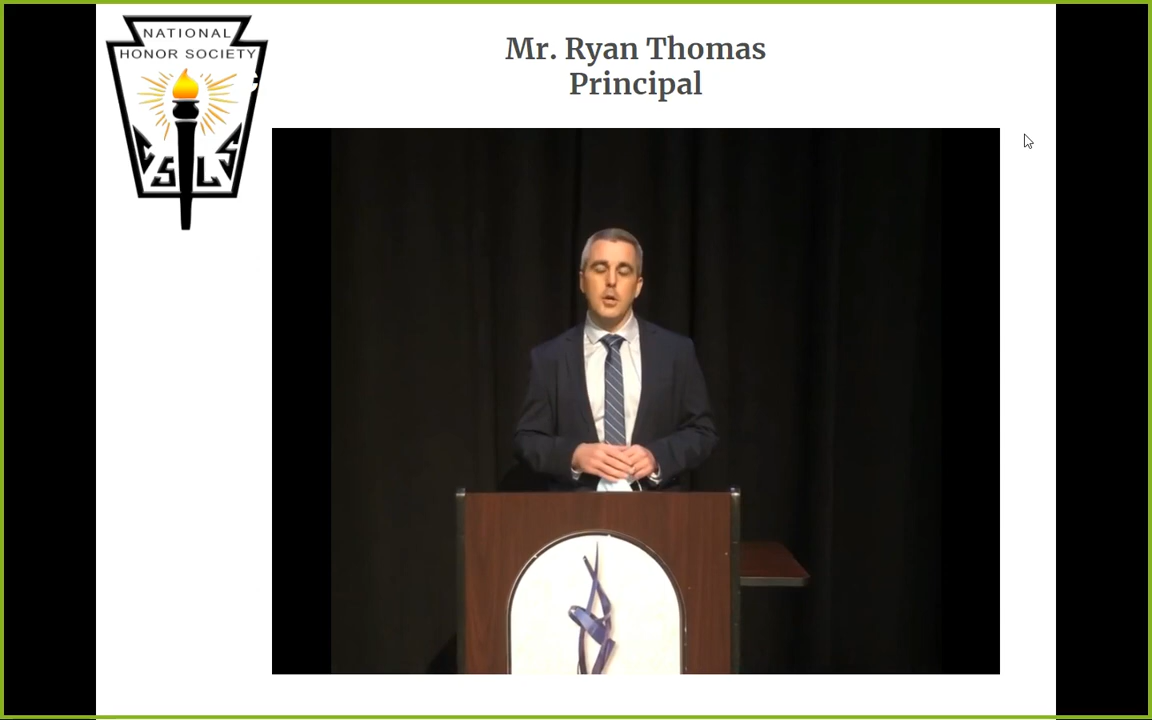 NATIONAL
HONOR SOCIETY
C S L S
Mr. Ryan Thomas
Principal